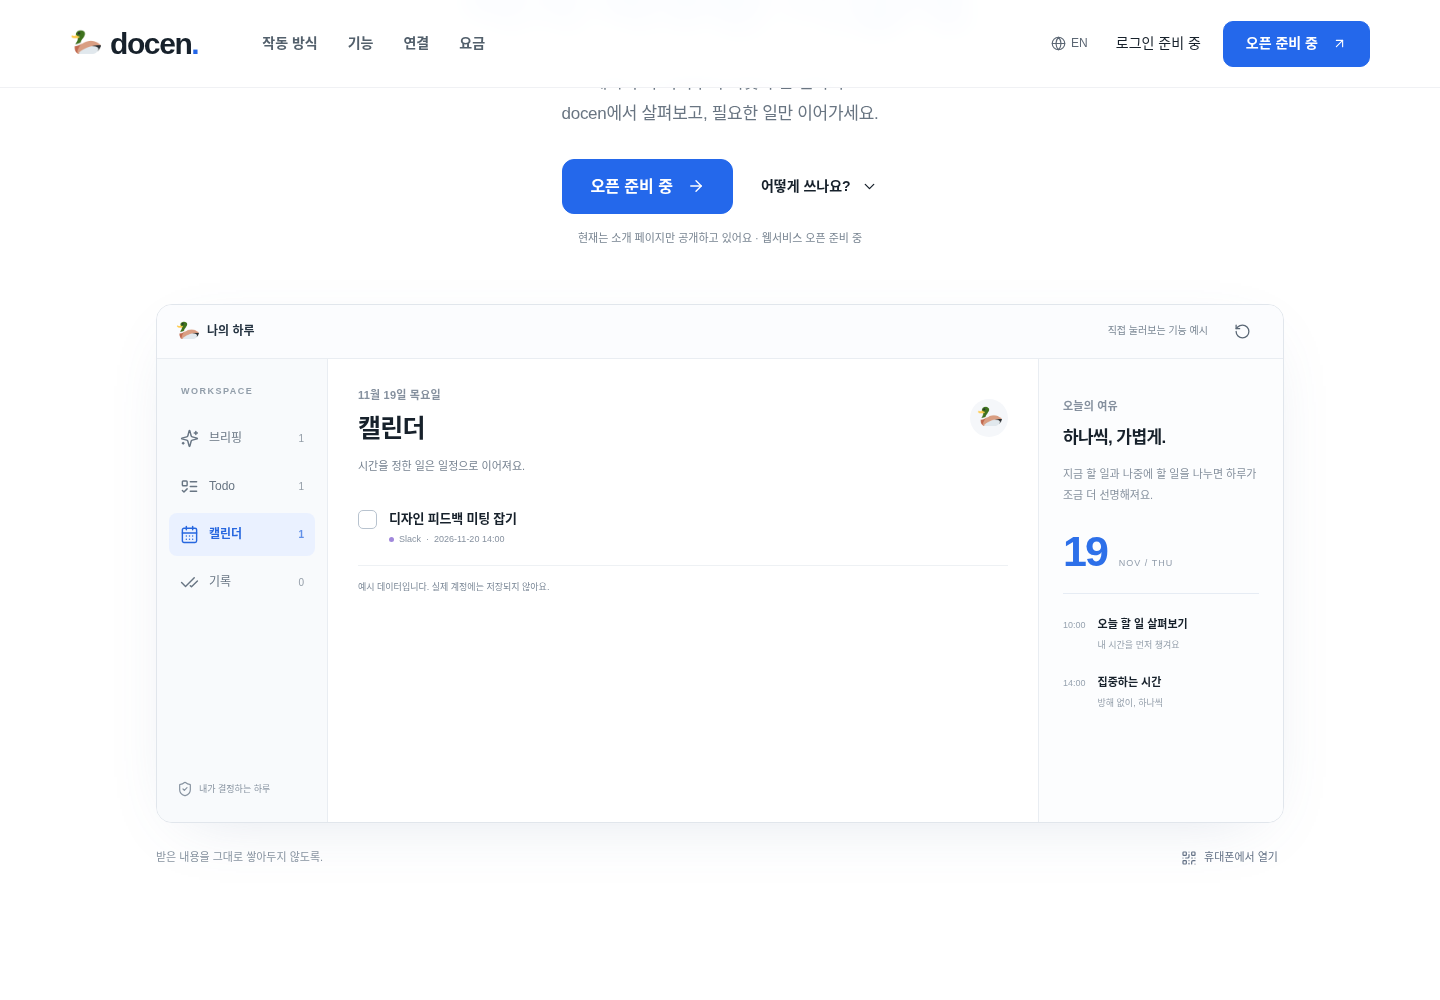 docen.
작동 방식
기능
연결
요금
EN
로그인 준비 중
오픈 준비 중
docen에서 살펴보고, 필요한 일만 이어가세요.
오픈 준비 중
어떻게 쓰나요?
현재는 소개 페이지만 공개하고 있어요 · 웹서비스 오픈 준비 중
나의 하루
직접 눌러보는 기능 예시
WORKSPACE
브리핑 1
Todo 1
캘린더 1
기록 0
내가 결정하는 하루
11월 19일 목요일
캘린더
시간을 정한 일은 일정으로 이어져요.
디자인 피드백 미팅 잡기
Slack · 2026-11-20 14:00
예시 데이터입니다. 실제 계정에는 저장되지 않아요.
오늘의 여유
하나씩, 가볍게.
지금 할 일과 나중에 할 일을 나누면 하루가
조금 더 선명해져요.
19 NOV / THU
10:00 오늘 할 일 살펴보기
내 시간을 먼저 챙겨요
14:00 집중하는 시간
방해 없이, 하나씩
받은 내용을 그대로 쌓아두지 않도록.
휴대폰에서 열기